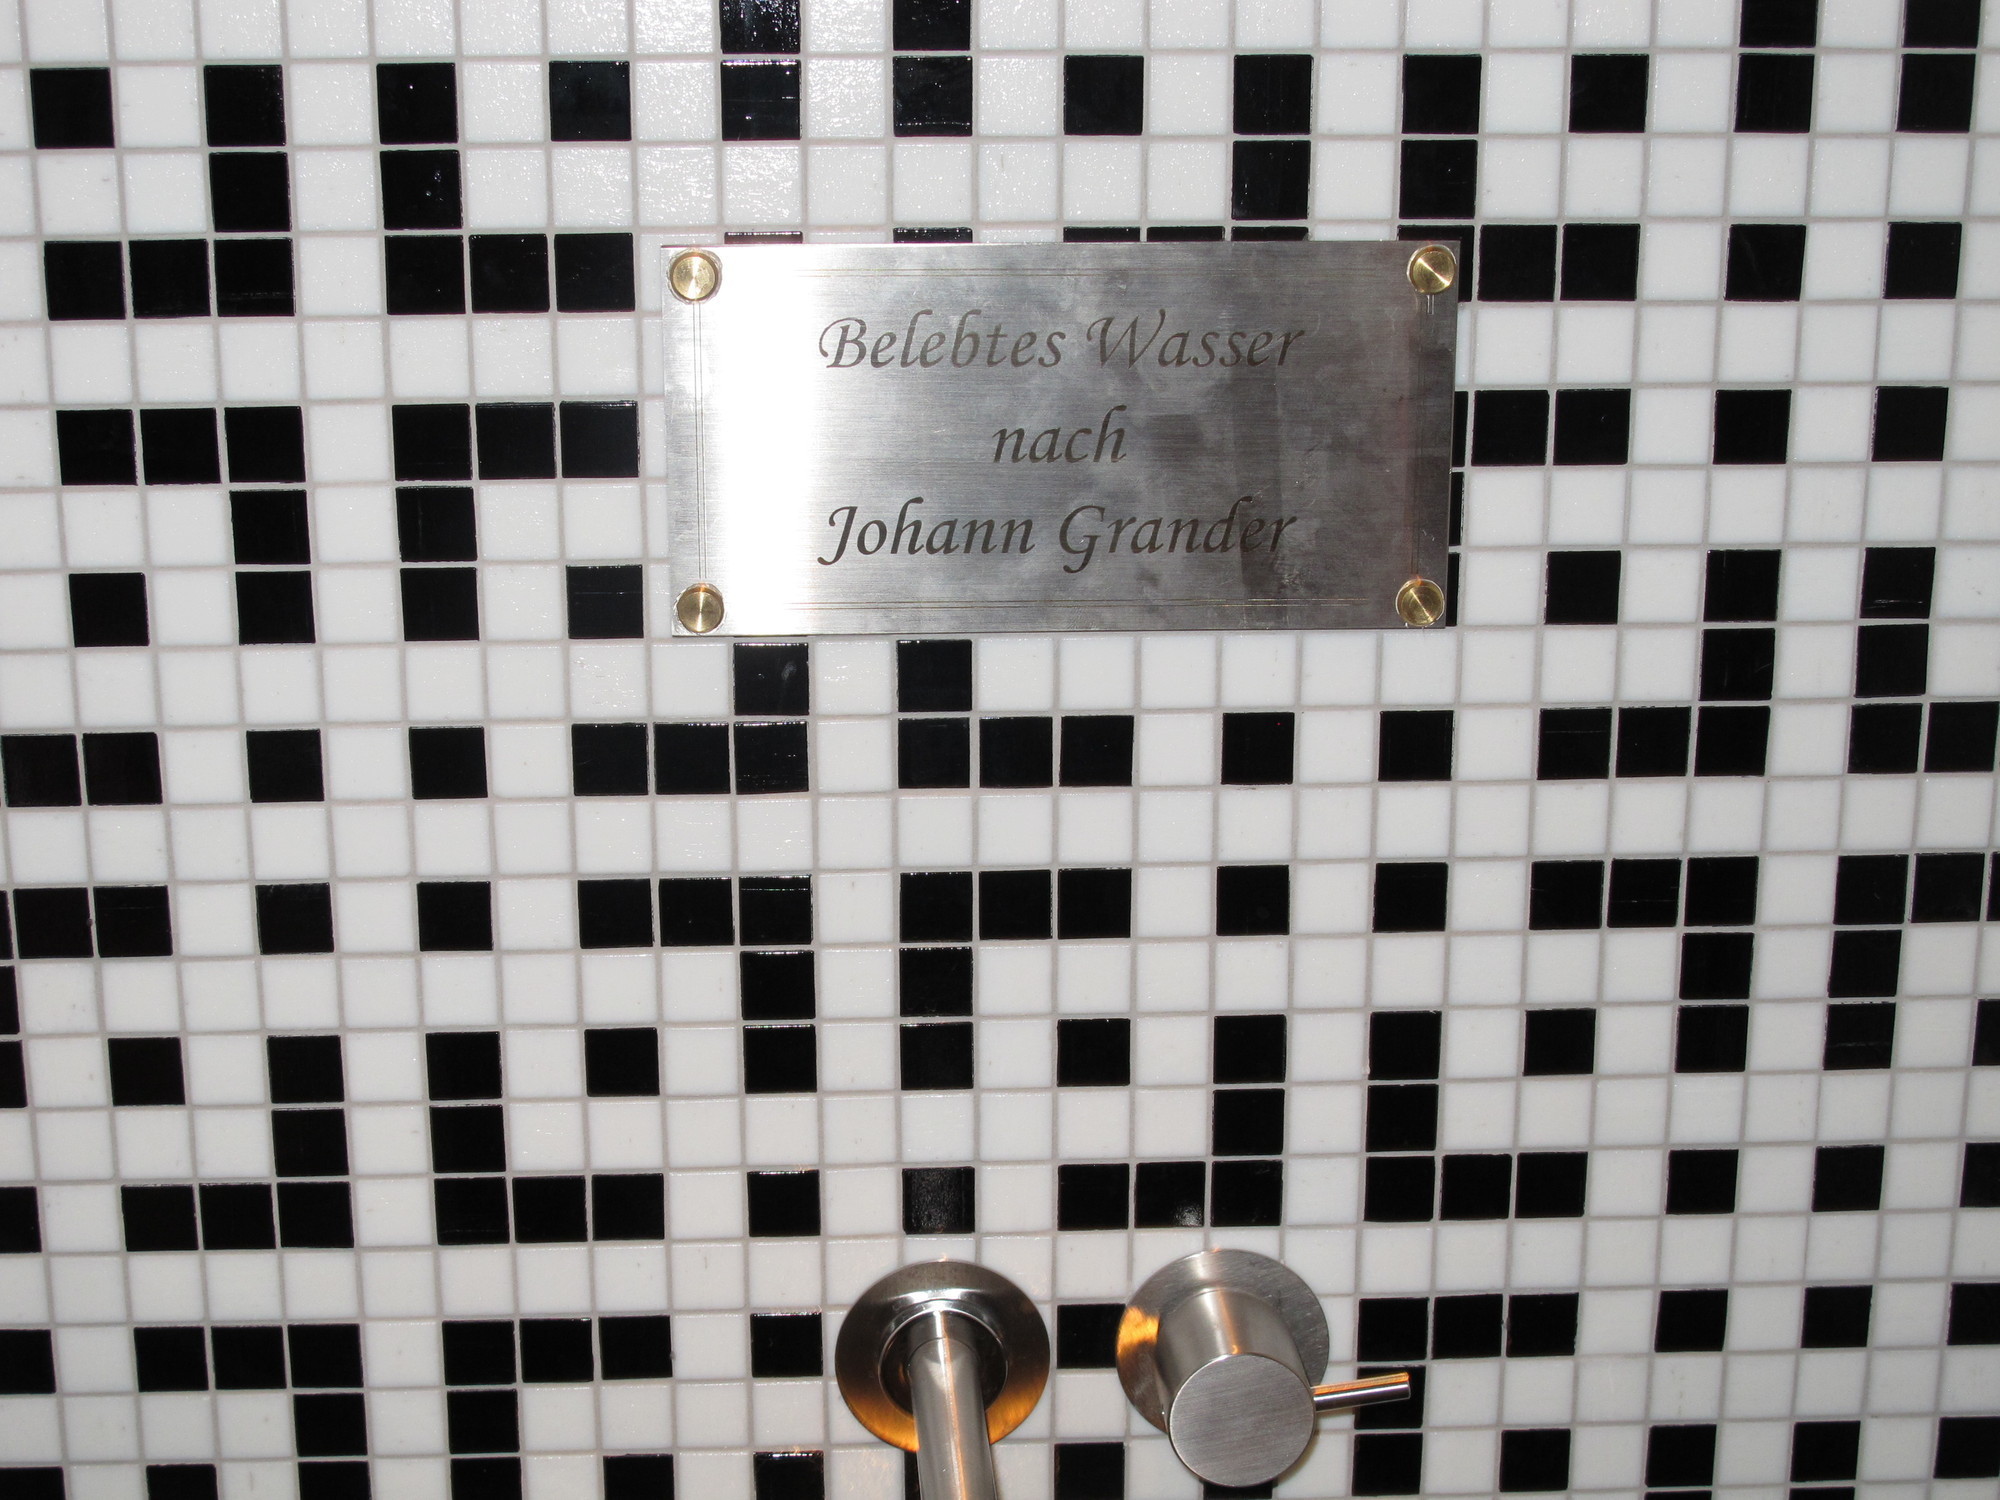 Belebtes Wasser
nach
Johann Grander